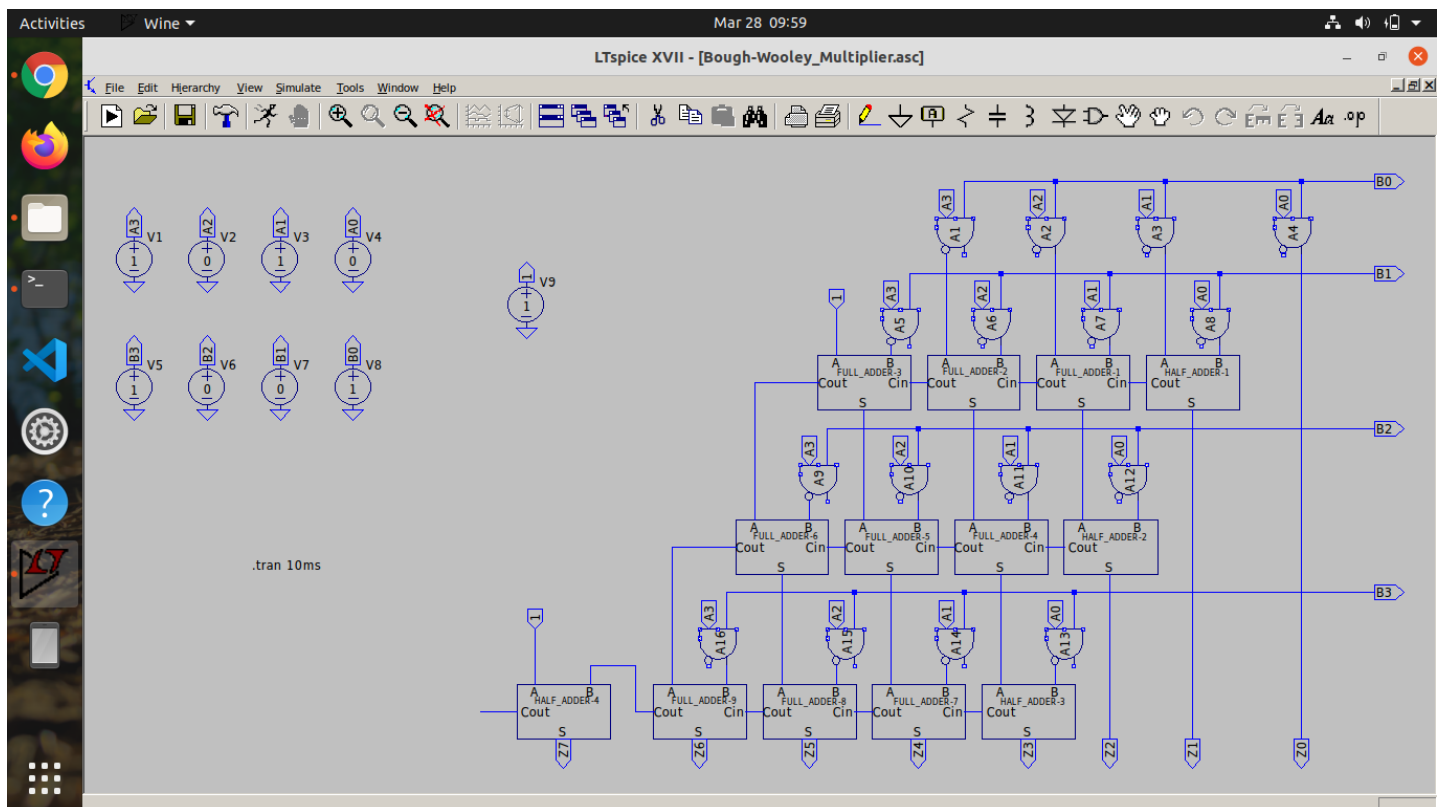 Activities
Wine
Mar 28 09:59
LTspice XVII - [Bough-Wooley_Multiplier.asc]
File Edit Hierarchy View Simulate Tools Window Help
A
Aa .op
B0
A3 A2 A1 A0
A1 A2 A3 A4
A3 V1 1
A2 V2 0
A1 V3 1
A0 V4 0
1 V9 1
B1
1
A3 A2 A1 A0
A5 A6 A7 A8
B3 V5 1
B2 V6 0
B1 V7 0
B0 V8 1
A B FULL_ADDER-3 Cout S
A B FULL_ADDER-2 Cout Cin S
A B FULL_ADDER-1 Cout Cin S
A B HALF_ADDER-1 Cout S
Cin
B2
A3 A2 A1 A0
A9 A10 A11 A12
A B FULL_ADDER-6 Cout Cin S
A B FULL_ADDER-5 Cout Cin S
A B FULL_ADDER-4 Cout Cin S
A B HALF_ADDER-2 Cout S
.tran 10ms
B3
1
A3 A2 A1 A0
A16 A15 A14 A13
A B HALF_ADDER-4 Cout S
A B FULL_ADDER-9 Cout Cin S
A B FULL_ADDER-8 Cout Cin S
A B FULL_ADDER-7 Cout Cin S
A B HALF_ADDER-3 Cout S
Z7 Z6 Z5 Z4 Z3 Z2 Z1 Z0